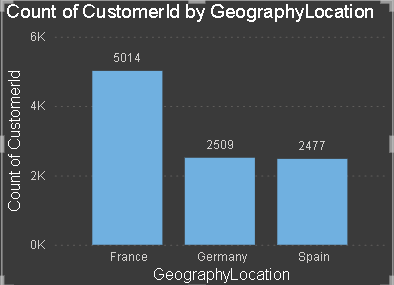 Count of CustomerId by GeographyLocation
6K
4K
2K
0K
Count of CustomerId
5014
2509
2477
France
Germany
Spain
GeographyLocation